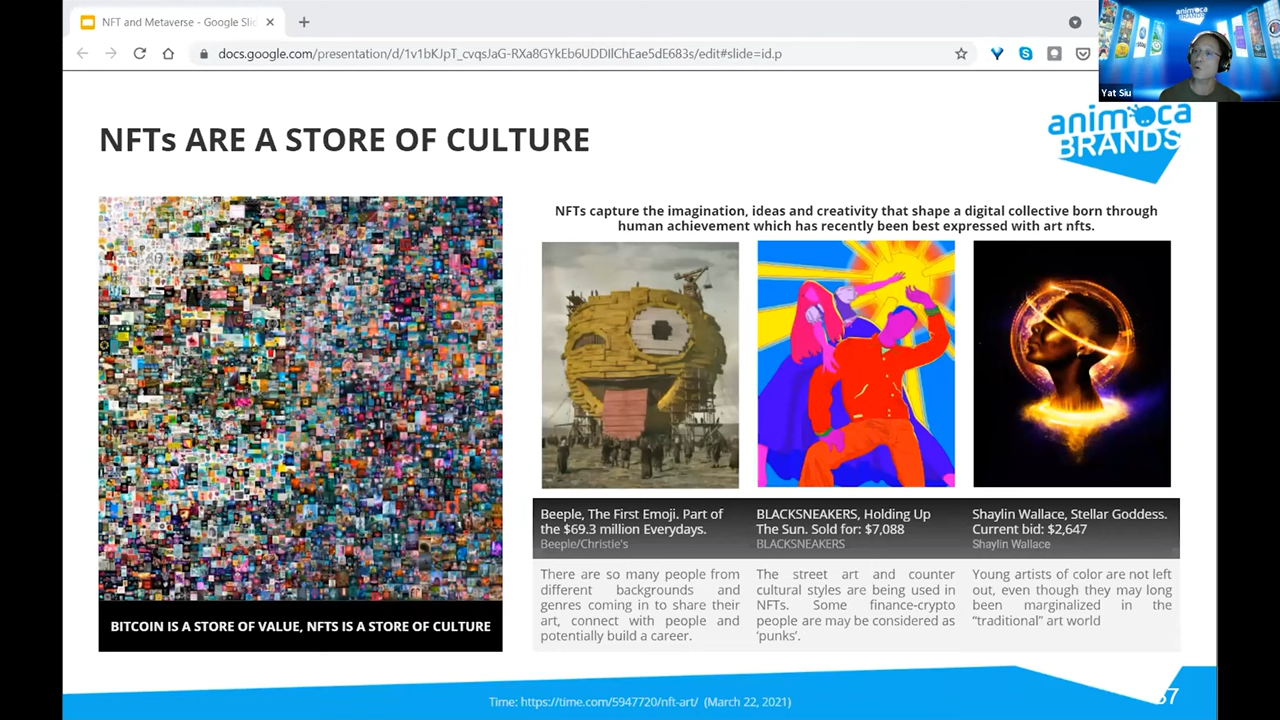 NFT and Metaverse - Google Slid
docs.google.com/presentation/d/1v1bKJpT_cvqsJaG-RXa8GYkEb6UDDIlChEae5dE683s/edit#slide=id.p
animoca
BRANDS
Yat Siu
NFTs ARE A STORE OF CULTURE
animoca
BRANDS
BITCOIN IS A STORE OF VALUE, NFTS IS A STORE OF CULTURE
NFTs capture the imagination, ideas and creativity that shape a digital collective born through
human achievement which has recently been best expressed with art nfts.
Beeple, The First Emoji. Part of
the $69.3 million Everydays.
Beeple/Christie's
There are so many people from
different backgrounds and
genres coming in to share their
art, connect with people and
potentially build a career.
BLACKSNEAKERS, Holding Up
The Sun. Sold for: $7,088
BLACKSNEAKERS
The street art and counter
cultural styles are being used in
NFTs. Some finance-crypto
people are may be considered as
‘punks’.
Shaylin Wallace, Stellar Goddess.
Current bid: $2,647
Shaylin Wallace
Young artists of color are not left
out, even though they may long
been marginalized in the
“traditional” art world
Time: https://time.com/5947720/nft-art/ (March 22, 2021)